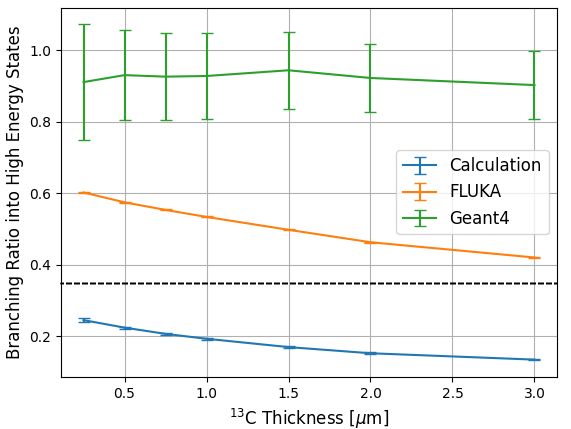 Branching Ratio into High Energy States
1.0
0.8
0.6
0.4
0.2
Calculation
FLUKA
Geant4
0.5 1.0 1.5 2.0 2.5 3.0
¹³C Thickness [μm]